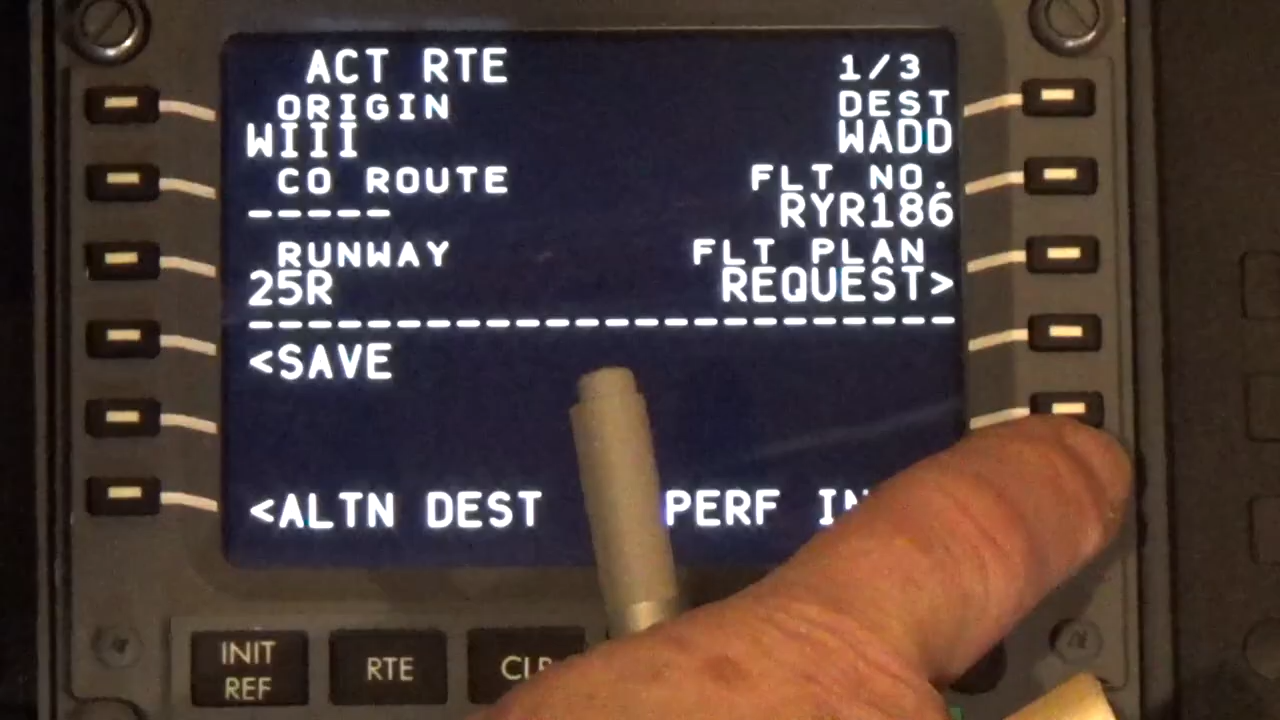 ACT RTE 1/3
ORIGIN DEST
WIII WADD
CO ROUTE FLT NO.
----- RYR186
RUNWAY FLT PLAN
25R REQUEST>
------------------------
<SAVE
<ALTN DEST PERF
INIT REF
RTE